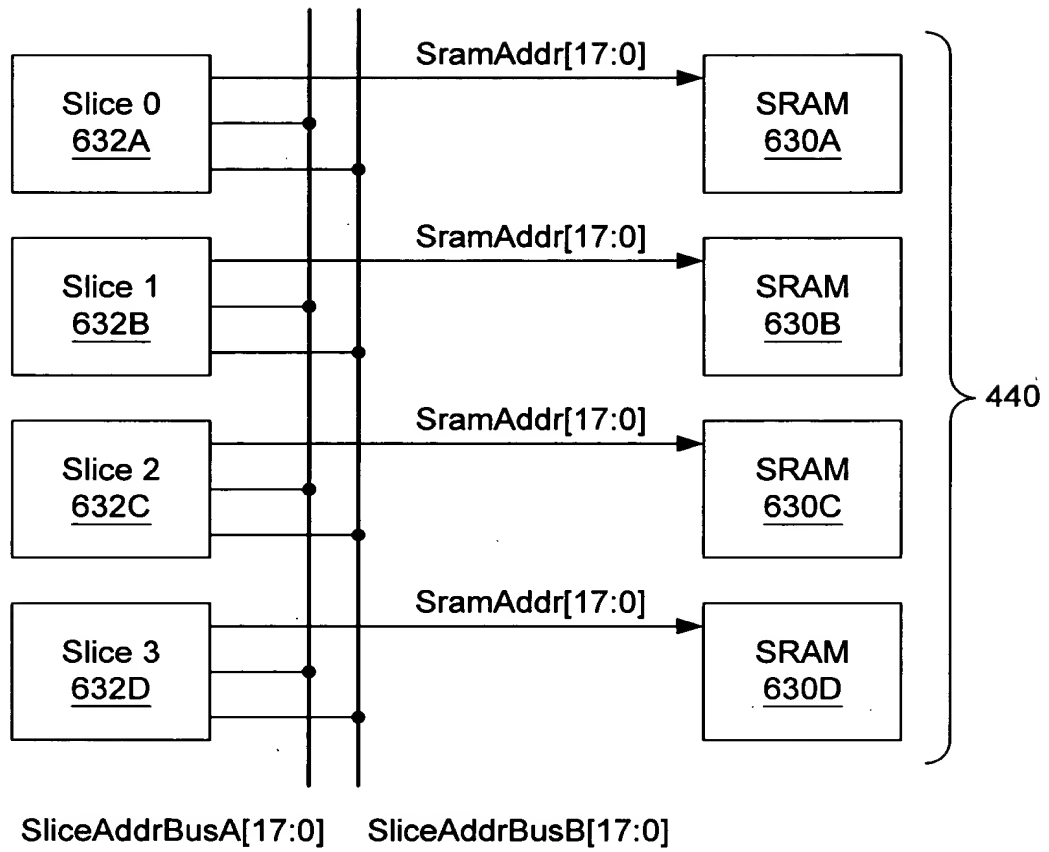 SramAddr[17:0]
Slice 0
632A
SRAM
630A
SramAddr[17:0]
Slice 1
632B
SRAM
630B
440
SramAddr[17:0]
Slice 2
632C
SRAM
630C
SramAddr[17:0]
Slice 3
632D
SRAM
630D
SliceAddrBusA[17:0]
SliceAddrBusB[17:0]